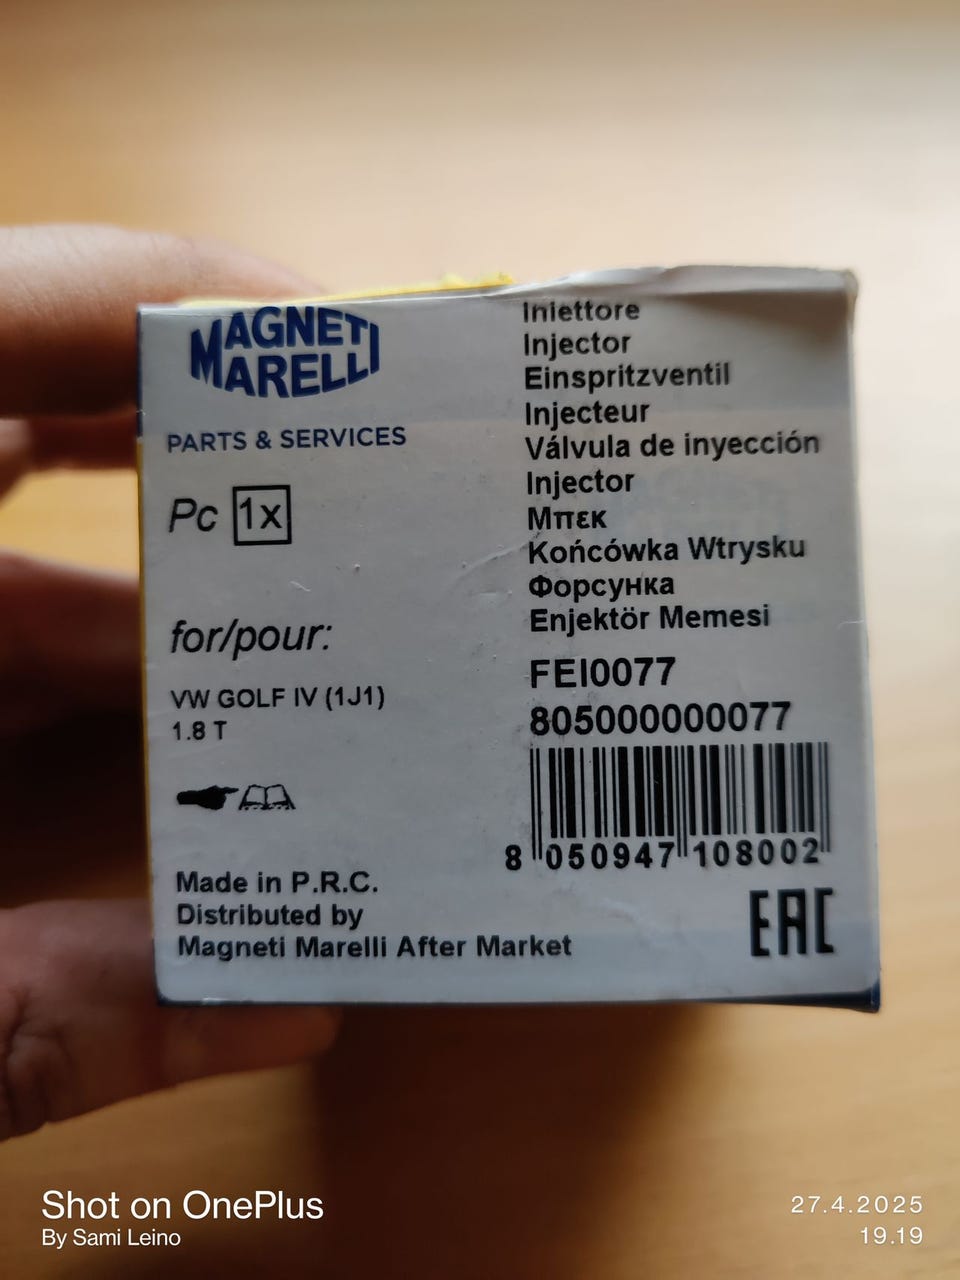 MAGNETI
MARELLI
PARTS & SERVICES
Pc 1x
for/pour:
VW GOLF IV (1J1)
1.8 T
Made in P.R.C.
Distributed by
Magneti Marelli After Market
Iniettore
Injector
Einspritzventil
Injecteur
Válvula de inyección
Injector
Μπεκ
Końcówka Wtrysku
Форсунка
Enjektör Memesi
FEI0077
805000000077
8 050947 108002
EAC
Shot on OnePlus
By Sami Leino
27.4.2025
19.19